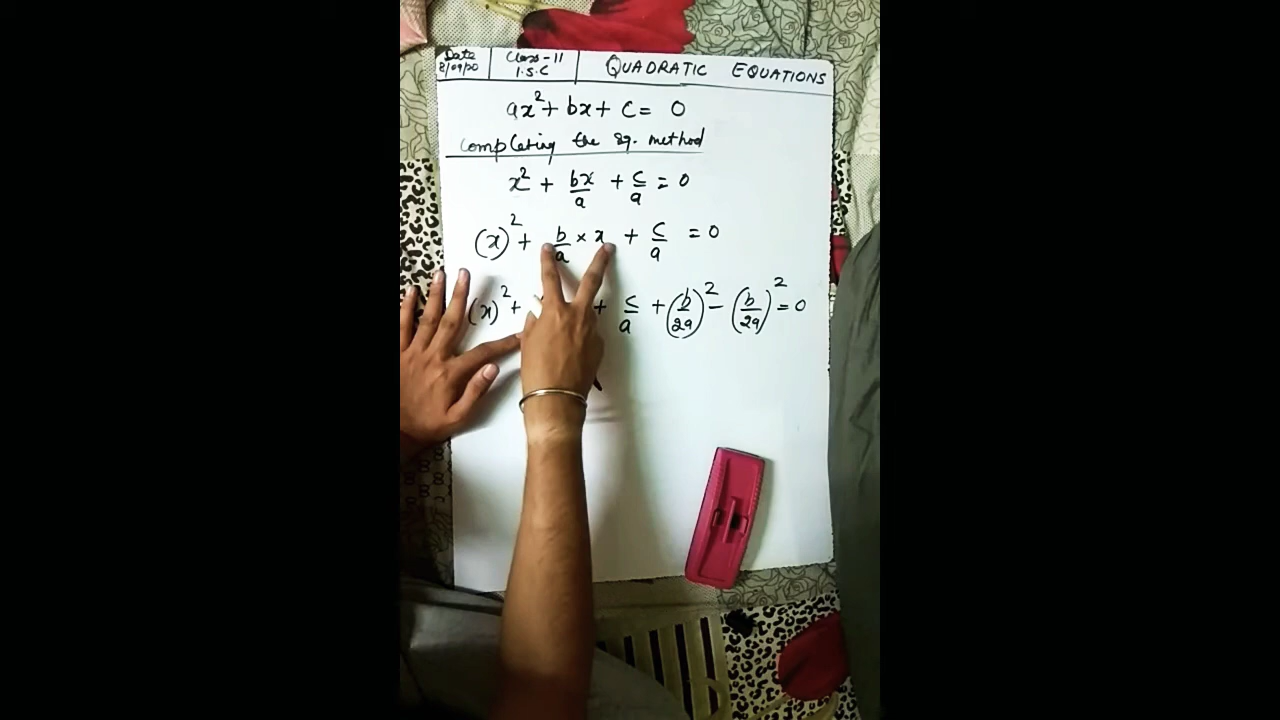 Date 8/09/20 Class-11 I.S.C QUADRATIC EQUATIONS
ax² + bx + c = 0
completing the sq. method
x² + bx/a + c/a = 0
(x)² + b/a × x + c/a = 0
(x)² + + c/a + (b/2a)² - (b/2a)² = 0